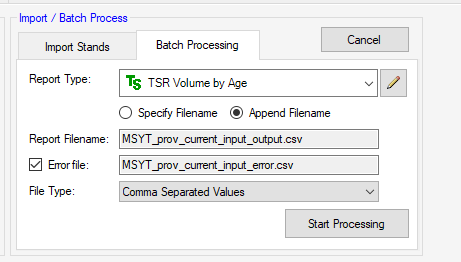 Import / Batch Process
Import Stands
Batch Processing
Cancel
Report Type:
TS TSR Volume by Age
Specify Filename
Append Filename
Report Filename:
MSYT_prov_current_input_output.csv
Error file:
MSYT_prov_current_input_error.csv
File Type:
Comma Separated Values
Start Processing